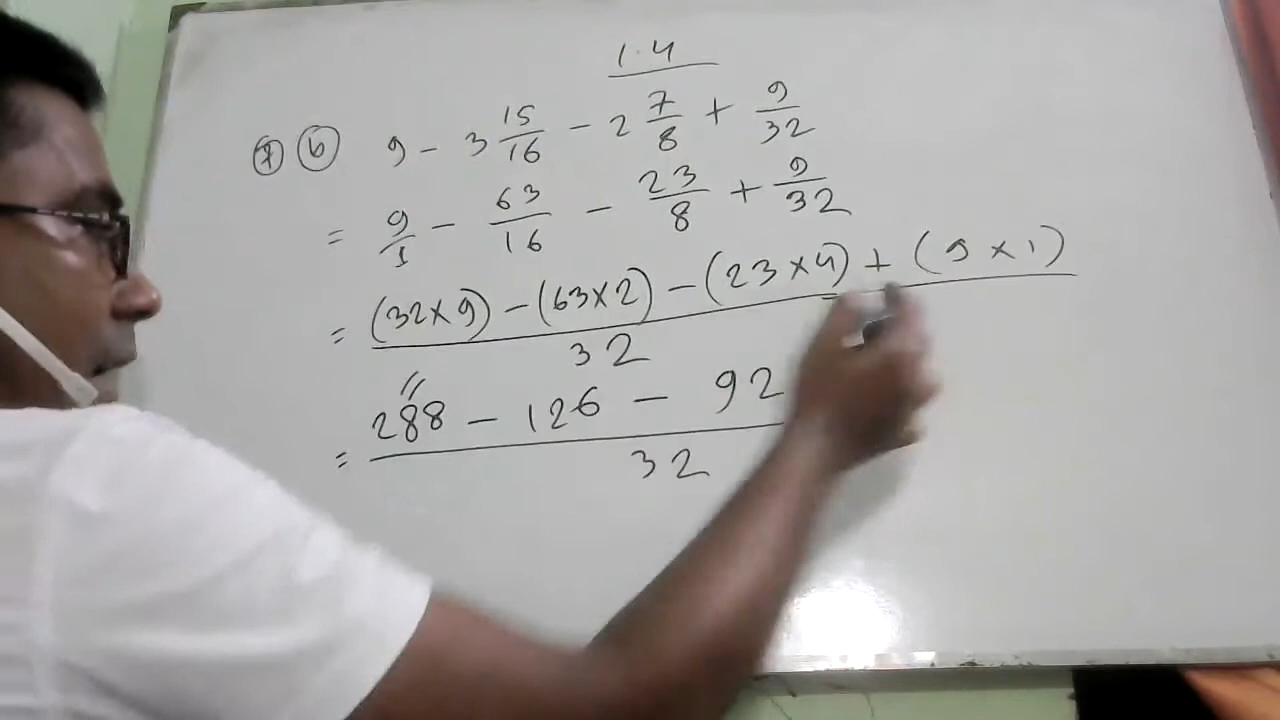 1.4
(b) 9 - 3 15/16 - 2 7/8 + 9/32
= 9/1 - 63/16 - 23/8 + 9/32
= (32×9) - (63×2) - (23×4) + (9×1) / 32
= 288 - 126 - 92 / 32